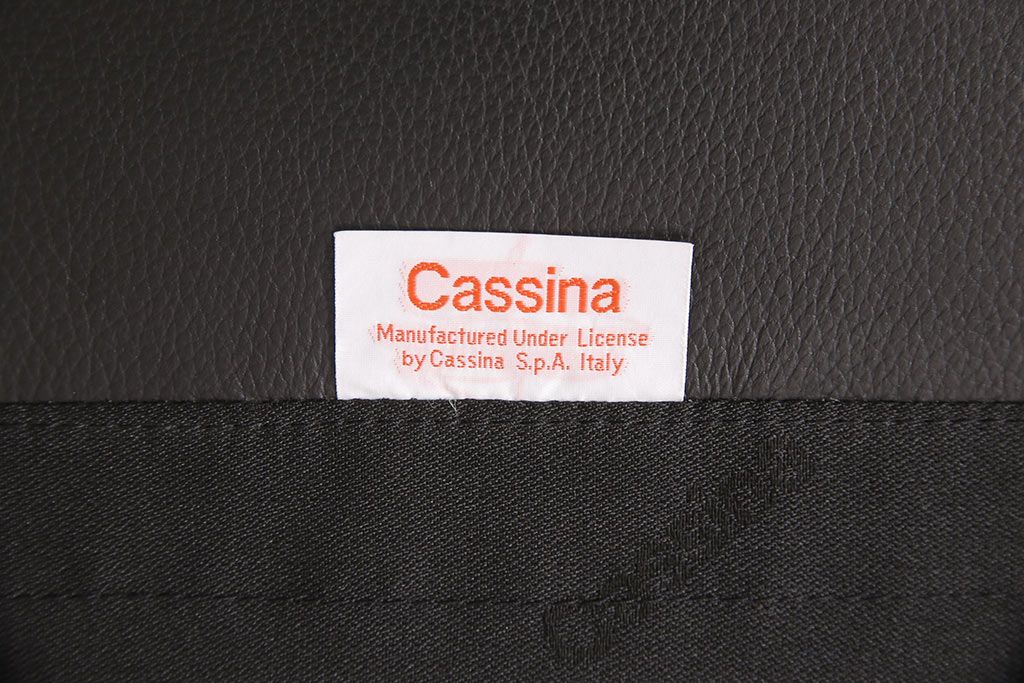 Cassina
Manufactured Under License
by Cassina S.p.A. Italy